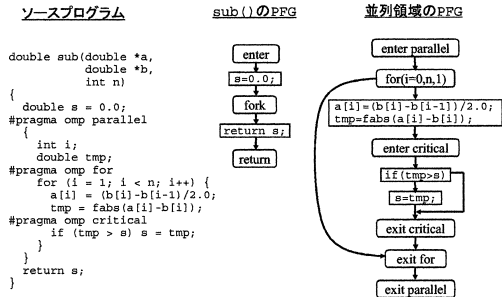 ソースプログラム
double sub(double *a,
double *b,
int n)
{
double s = 0.0;
#pragma omp parallel
{
int i;
double tmp;
#pragma omp for
for (i = 1; i < n; i++) {
a[i] = (b[i]-b[i-1])/2.0;
tmp = fabs(a[i]-b[i]);
#pragma omp critical
if (tmp > s) s = tmp;
}
}
return s;
}
sub()のPFG
enter
s=0.0;
fork
return s;
return
並列領域のPFG
enter parallel
for(i=0,n,1)
a[i]=(b[i]-b[i-1])/2.0;
tmp=fabs(a[i]-b[i]);
enter critical
if(tmp>s)
s=tmp;
exit critical
exit for
exit parallel